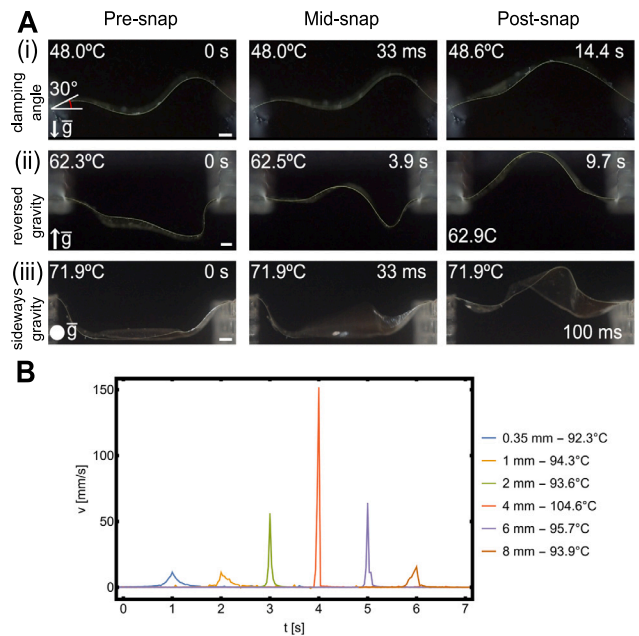 A
Pre-snap
Mid-snap
Post-snap
(i)
clamping angle
48.0ºC
0 s
30°
↓g̅
48.0ºC
33 ms
48.6ºC
14.4 s
(ii)
reversed gravity
62.3ºC
0 s
↑g̅
62.5ºC
3.9 s
9.7 s
62.9C
(iii)
sideways gravity
71.9ºC
0 s
g̅
71.9ºC
33 ms
71.9ºC
100 ms
B
v [mm/s]
150
100
50
0
0 1 2 3 4 5 6 7
t [s]
0.35 mm – 92.3°C
1 mm – 94.3°C
2 mm – 93.6°C
4 mm – 104.6°C
6 mm – 95.7°C
8 mm – 93.9°C